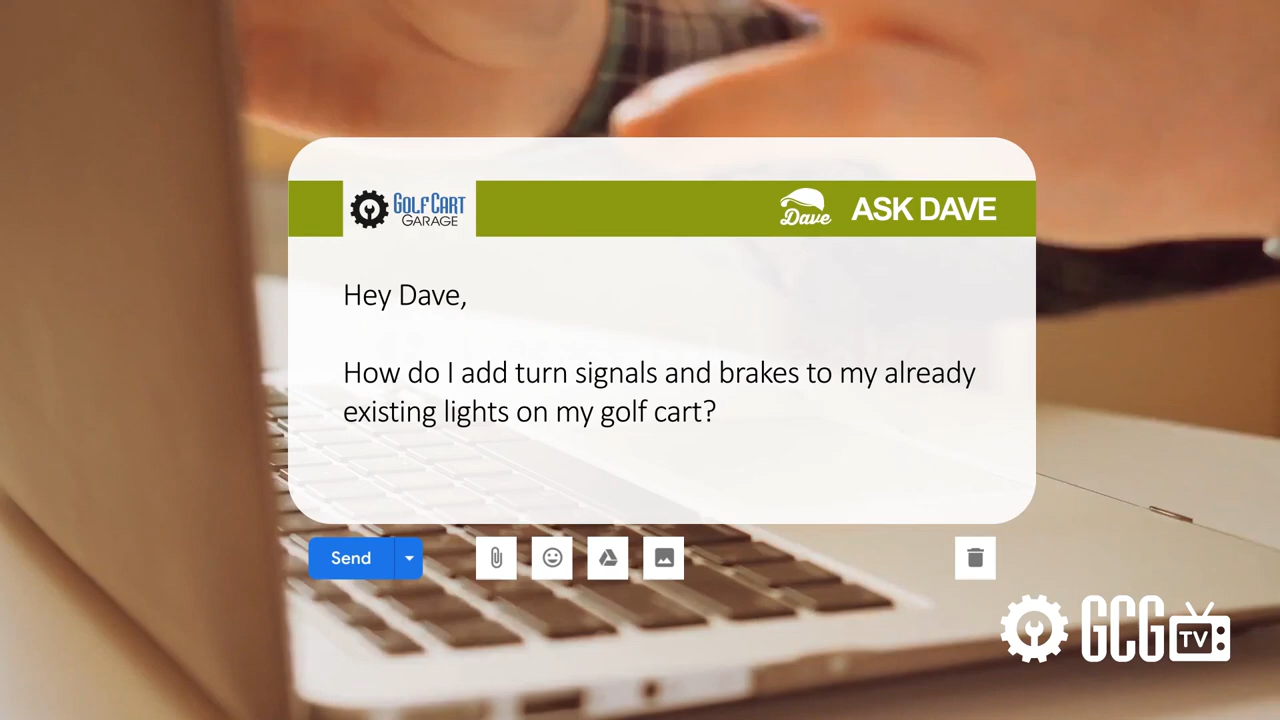 GOLF CART
GARAGE
Dave
ASK DAVE
Hey Dave,
How do I add turn signals and brakes to my already
existing lights on my golf cart?
Send
GCG TV